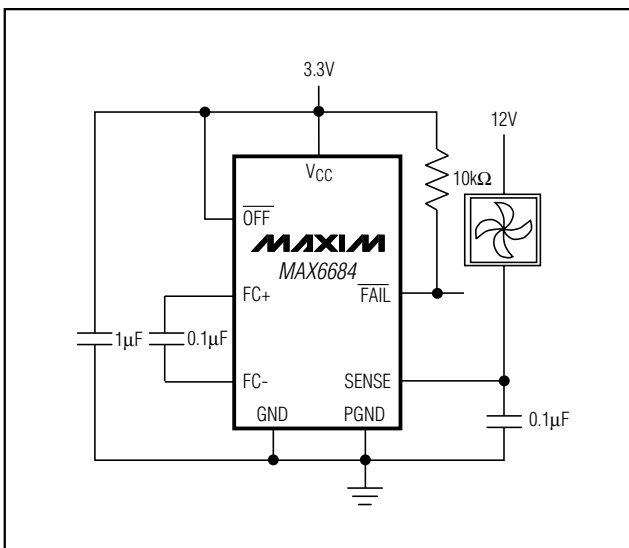 3.3V
12V
VCC
10kΩ
OFF
MAXIM
MAX6684
FC+
FAIL
1µF
0.1µF
FC-
SENSE
GND
PGND
0.1µF